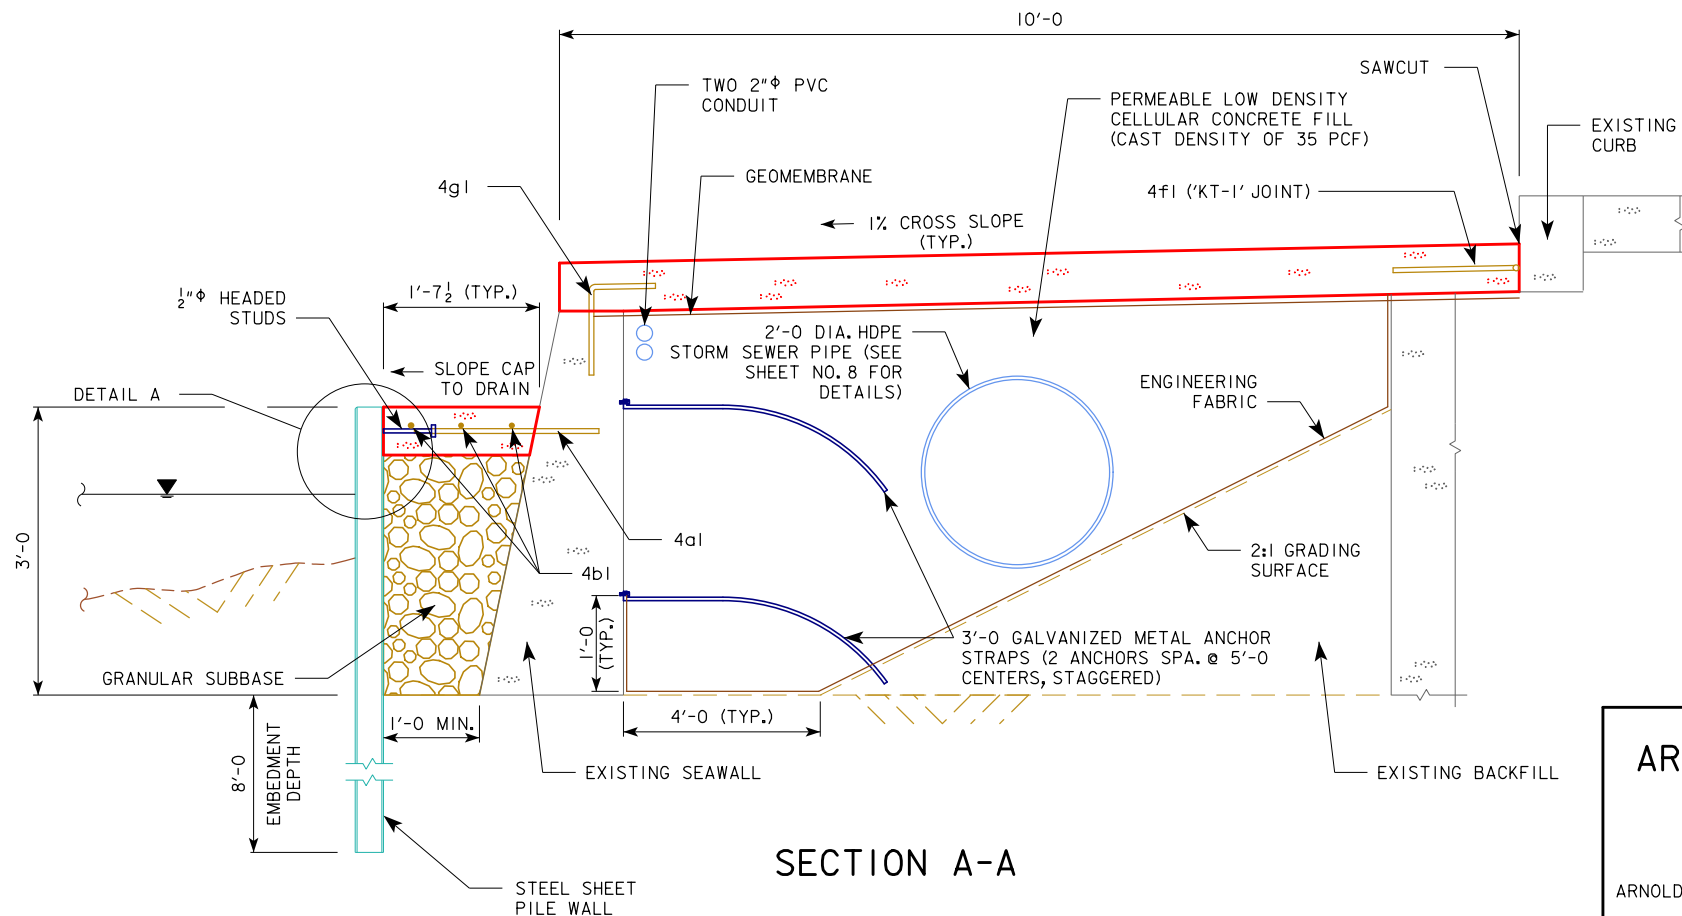 10'-0
SAWCUT
TWO 2"Φ PVC
CONDUIT
PERMEABLE LOW DENSITY
CELLULAR CONCRETE FILL
(CAST DENSITY OF 35 PCF)
EXISTING
CURB
4g1
GEOMEMBRANE
4f1 ('KT-1' JOINT)
1% CROSS SLOPE
(TYP.)
1'-7½ (TYP.)
½"Φ HEADED
STUDS
2'-0 DIA. HDPE
STORM SEWER PIPE (SEE
SHEET NO. 8 FOR
DETAILS)
SLOPE CAP
TO DRAIN
DETAIL A
ENGINEERING
FABRIC
3'-0
4a1
4b1
2:1 GRADING
SURFACE
1'-0
(TYP.)
3'-0 GALVANIZED METAL ANCHOR
STRAPS (2 ANCHORS SPA. @ 5'-0
CENTERS, STAGGERED)
GRANULAR SUBBASE
1'-0 MIN.
4'-0 (TYP.)
8'-0
EMBEDMENT
DEPTH
EXISTING SEAWALL
EXISTING BACKFILL
AR
SECTION A-A
STEEL SHEET
PILE WALL
ARNOLD